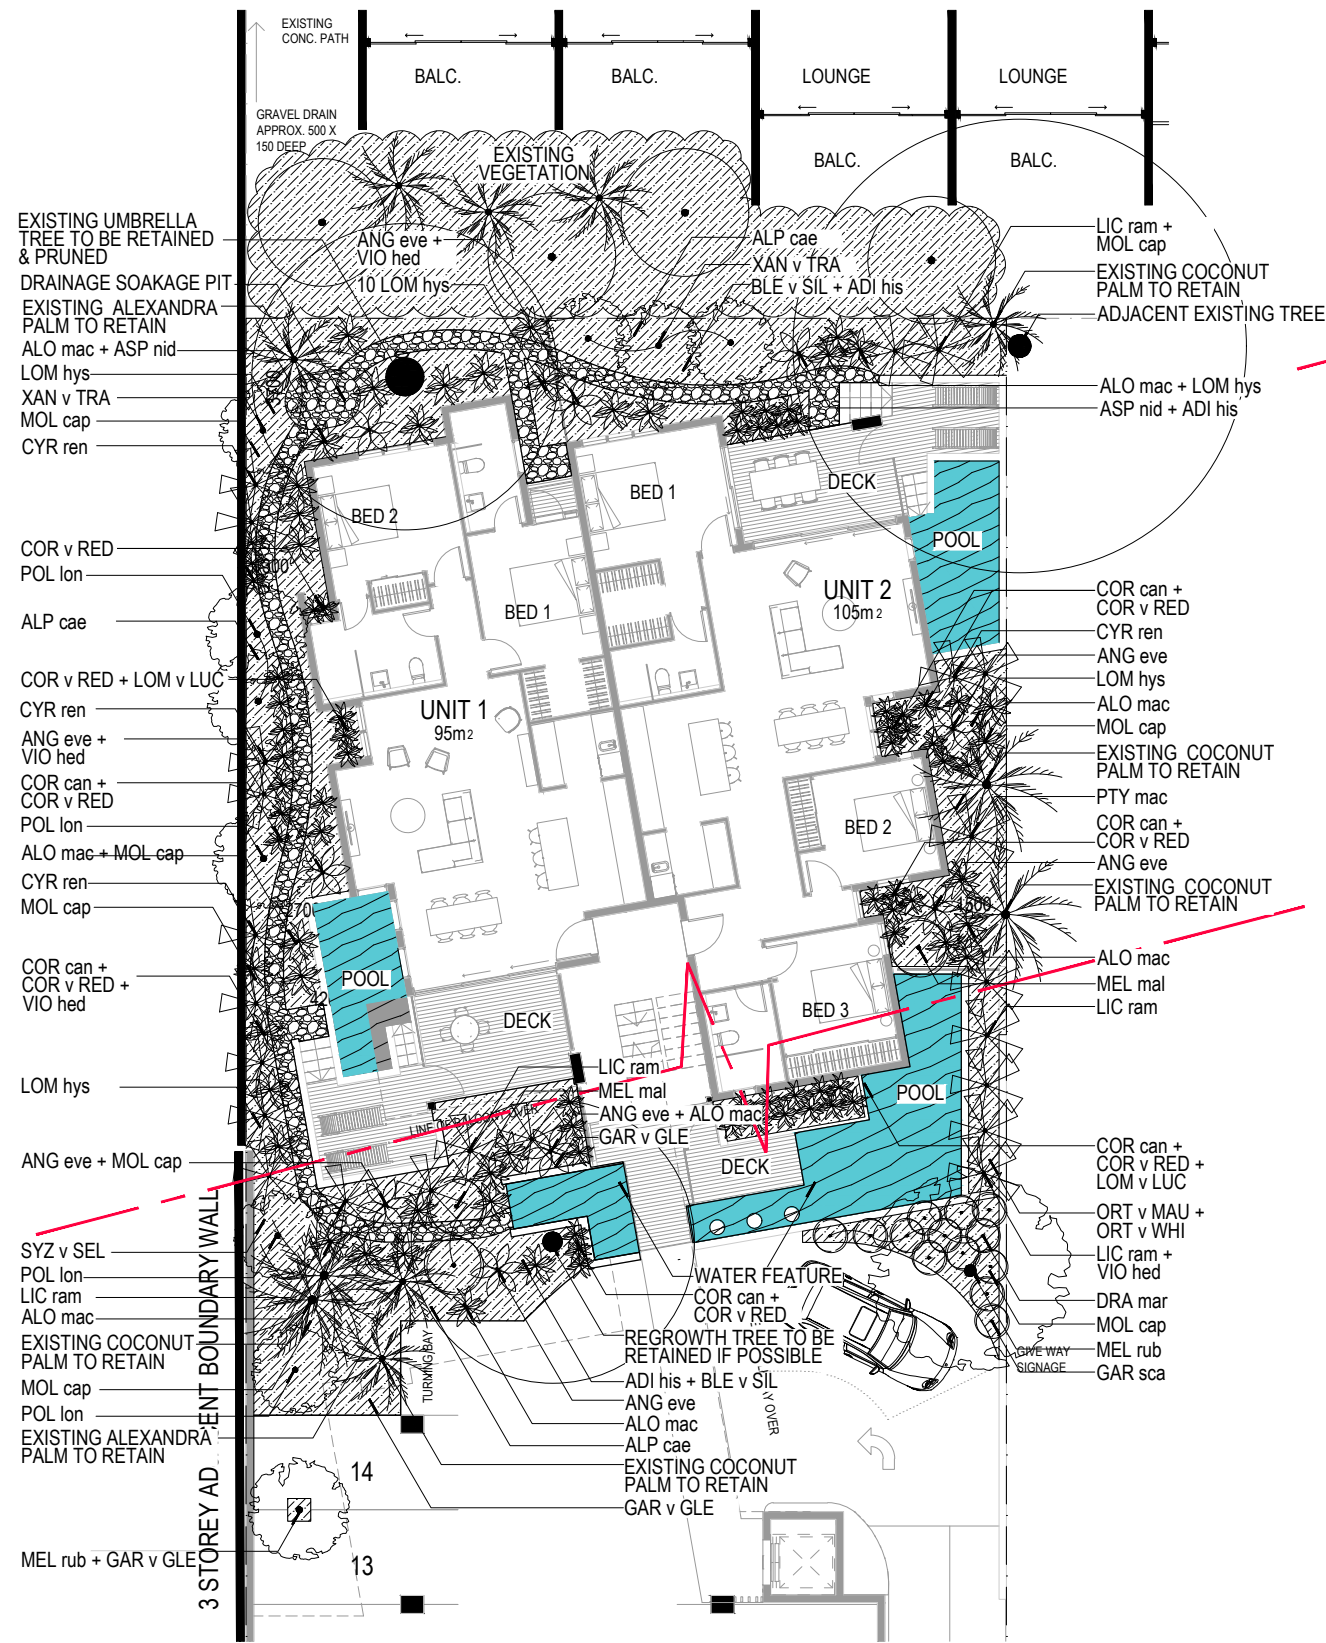 EXISTING
CONC. PATH
BALC.
BALC.
LOUNGE
LOUNGE
GRAVEL DRAIN
APPROX. 500 X
150 DEEP
EXISTING
VEGETATION
BALC.
BALC.
EXISTING UMBRELLA
TREE TO BE RETAINED
& PRUNED
DRAINAGE SOAKAGE PIT
EXISTING ALEXANDRA
PALM TO RETAIN
ALO mac + ASP nid
LOM hys
XAN v TRA
MOL cap
CYR ren
COR v RED
POL lon
ALP cae
COR v RED + LOM v LUC
CYR ren
ANG eve +
VIO hed
COR can +
COR v RED
POL lon
ALO mac + MOL cap
CYR ren
MOL cap
COR can +
COR v RED +
VIO hed
LOM hys
ANG eve + MOL cap
SYZ v SEL
POL lon
LIC ram
ALO mac
EXISTING COCONUT
PALM TO RETAIN
MOL cap
POL lon
EXISTING ALEXANDRA
PALM TO RETAIN
MEL rub + GAR v GLE
ANG eve +
VIO hed
10 LOM hys
ALP cae
XAN v TRA
BLE v SIL + ADI his
LIC ram +
MOL cap
EXISTING COCONUT
PALM TO RETAIN
ADJACENT EXISTING TREE
ALO mac + LOM hys
ASP nid + ADI his
COR can +
COR v RED
CYR ren
ANG eve
LOM hys
ALO mac
MOL cap
EXISTING COCONUT
PALM TO RETAIN
PTY mac
COR can +
COR v RED
ANG eve
EXISTING COCONUT
PALM TO RETAIN
ALO mac
MEL mal
LIC ram
COR can +
COR v RED +
LOM v LUC
ORT v MAU +
ORT v WHI
LIC ram +
VIO hed
DRA mar
MOL cap
MEL rub
GAR sca
BED 2
BED 1
BED 1
DECK
POOL
UNIT 2
105m2
UNIT 1
95m2
BED 2
BED 3
POOL
DECK
POOL
DECK
LINE OF BALCONY OVER
LIC ram
MEL mal
ANG eve + ALO mac
GAR v GLE
WATER FEATURE
COR can +
COR v RED
REGROWTH TREE TO BE
RETAINED IF POSSIBLE
ADI his + BLE v SIL
ANG eve
ALO mac
ALP cae
EXISTING COCONUT
PALM TO RETAIN
GAR v GLE
GIVE WAY
SIGNAGE
TURNING BAY
OVER
3 STOREY AD
ENT BOUNDARY WALL
14
13